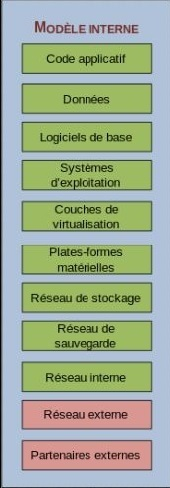 MODÈLE INTERNE
Code applicatif
Données
Logiciels de base
Systèmes
d'exploitation
Couches de
virtualisation
Plates-formes
matérielles
Réseau de stockage
Réseau de
sauvegarde
Réseau interne
Réseau externe
Partenaires externes